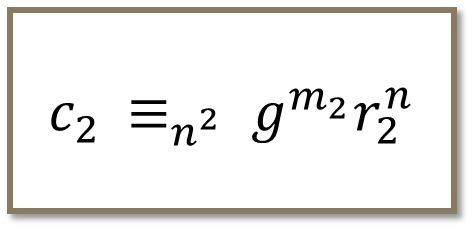 c₂ ≡ₙ² g^{m₂} r₂ⁿ